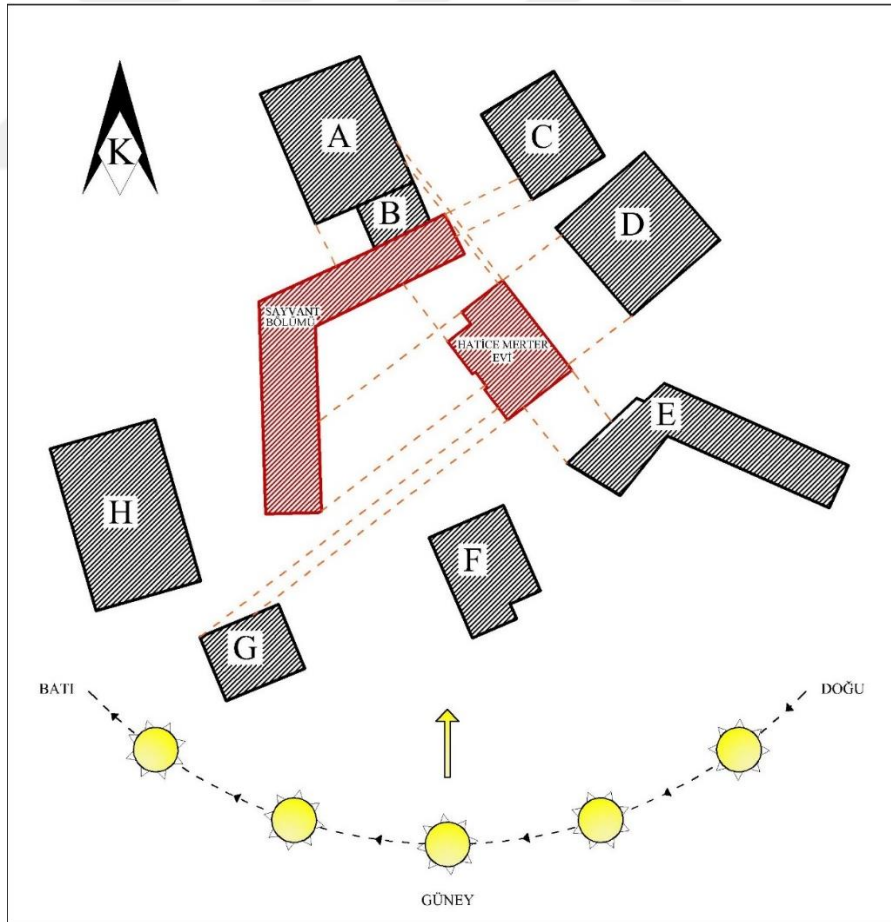 K
A
B
C
D
SAYVANT
BÖLÜMÜ
HATİCE MERTER
EVİ
E
H
F
G
BATI
DOĞU
GÜNEY